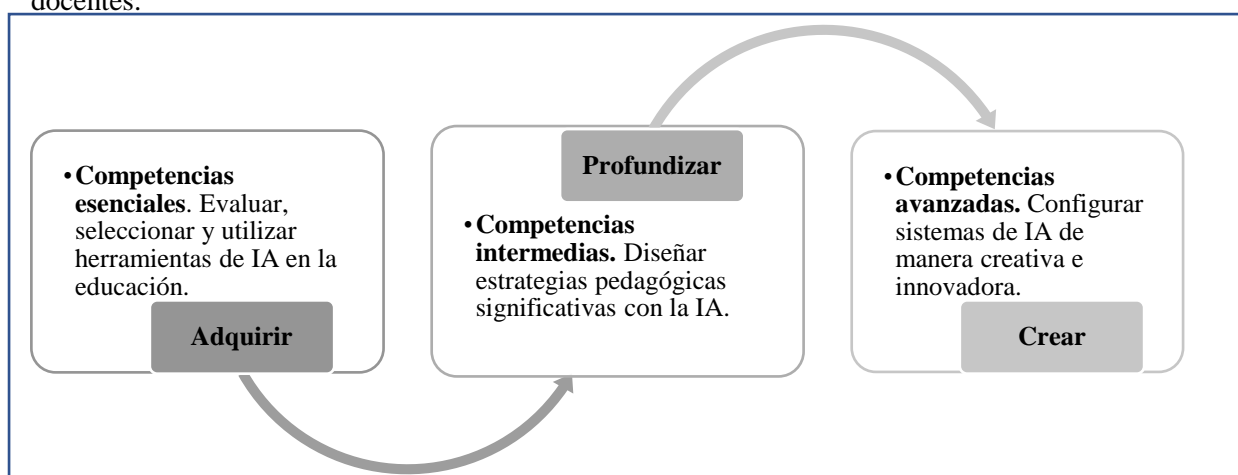 docentes.
•Competencias
esenciales. Evaluar,
seleccionar y utilizar
herramientas de IA en la
educación.
Adquirir
Profundizar
•Competencias
intermedias. Diseñar
estrategias pedagógicas
significativas con la IA.
•Competencias
avanzadas. Configurar
sistemas de IA de
manera creativa e
innovadora.
Crear